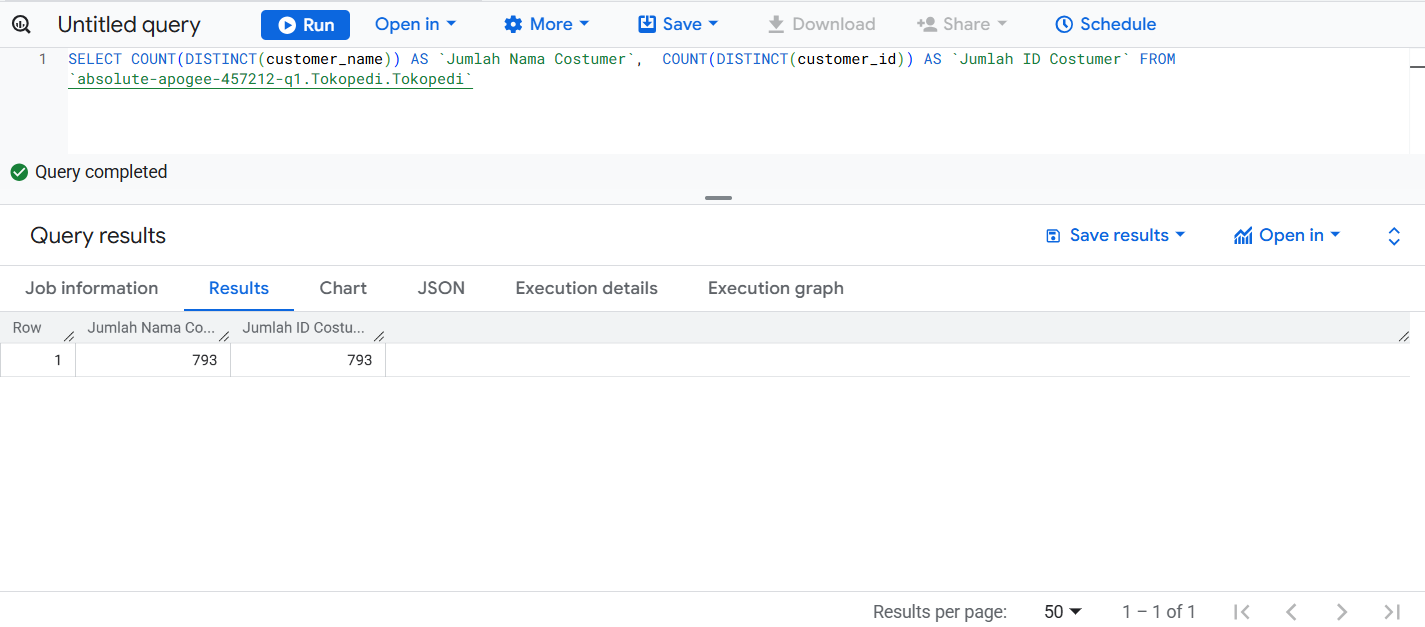 Untitled query Run Open in More Save Download Share Schedule
1 SELECT COUNT(DISTINCT(customer_name)) AS `Jumlah Nama Costumer`,  COUNT(DISTINCT(customer_id)) AS `Jumlah ID Costumer` FROM
`absolute-apogee-457212-q1.Tokopedi.Tokopedi`
Query completed
Query results Save results Open in
Job information Results Chart JSON Execution details Execution graph
Row Jumlah Nama Co... Jumlah ID Costu...
1 793 793
Results per page: 50 1 – 1 of 1